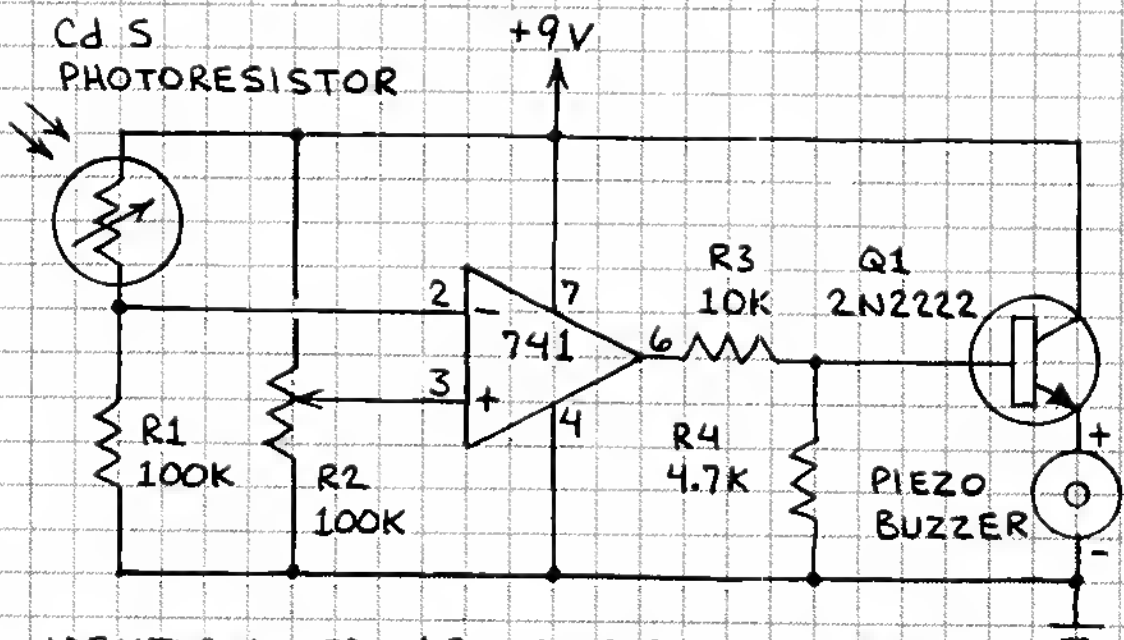 Cd S
PHOTORESISTOR
+9V
2
-
7
741
3
+
4
6
R3
10K
Q1
2N2222
R1
100K
R2
100K
R4
4.7K
PIEZO
BUZZER
+
-